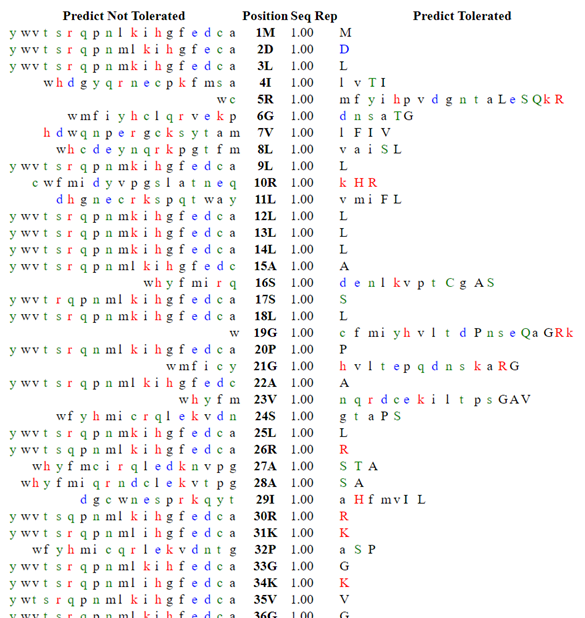 Predict Not Tolerated Position Seq Rep Predict Tolerated
y w v t s r q p n l k i h g f e d c a 1M 1.00 M
y w v t s r q p n m l k i h g f e c a 2D 1.00 D
y w v t s r q p n m k i h g f e d c a 3L 1.00 L
w h d g y q r n e c p k f m s a 4I 1.00 l v T I
w c 5R 1.00 m f y i h p v d g n t a L e S Q k R
w m f i y h c l q r v e k p 6G 1.00 d n s a T G
h d w q n p e r g c k s y t a m 7V 1.00 l F I V
w h c d e y n q r k p g t f m 8L 1.00 v a i S L
y w v t s r q p n m k i h g f e d c a 9L 1.00 L
c w f m i d y v p g s l a t n e q 10R 1.00 k H R
d h g n e c r k s p q t w a y 11L 1.00 v m i F L
y w v t s r q p n m k i h g f e d c a 12L 1.00 L
y w v t s r q p n m k i h g f e d c a 13L 1.00 L
y w v t s r q p n m k i h g f e d c a 14L 1.00 L
y w v t s r q p n m l k i h g f e d c 15A 1.00 A
w h y f m i r q 16S 1.00 d e n l k v p t C g A S
y w v t r q p n m l k i h g f e d c a 17S 1.00 S
y w v t s r q p n m k i h g f e d c a 18L 1.00 L
w 19G 1.00 c f m i y h v l t d P n s e Q a G R k
y w v t s r q n m l k i h g f e d c a 20P 1.00 P
w m f i c y 21G 1.00 h v l t e p q d n s k a R G
y w v t s r q p n m l k i h g f e d c 22A 1.00 A
w h y f m 23V 1.00 n q r d c e k i l t p s G A V
w f y h m i c r q l e k v d n 24S 1.00 g t a P S
y w v t s r q p n m k i h g f e d c a 25L 1.00 L
y w v t s q p n m l k i h g f e d c a 26R 1.00 R
w h y f m c i r q l e d k n v p g 27A 1.00 S T A
w h y f m i q r n d c l e k v t p g 28A 1.00 S A
d g c w n e s p r k q y t 29I 1.00 a H f m v I L
y w v t s q p n m l k i h g f e d c a 30R 1.00 R
y w v t s r q p n m l i h g f e d c a 31K 1.00 K
w f y h m i c q r l e k v d n t g 32P 1.00 a S P
y w v t s r q p n m l k i h f e d c a 33G 1.00 G
y w v t s r q p n m l i h g f e d c a 34K 1.00 K
y w t s r q p n m l k i h g f e d c a 35V 1.00 V
y w v t s r q p n m l k i h f e d c a 36G 1.00 G